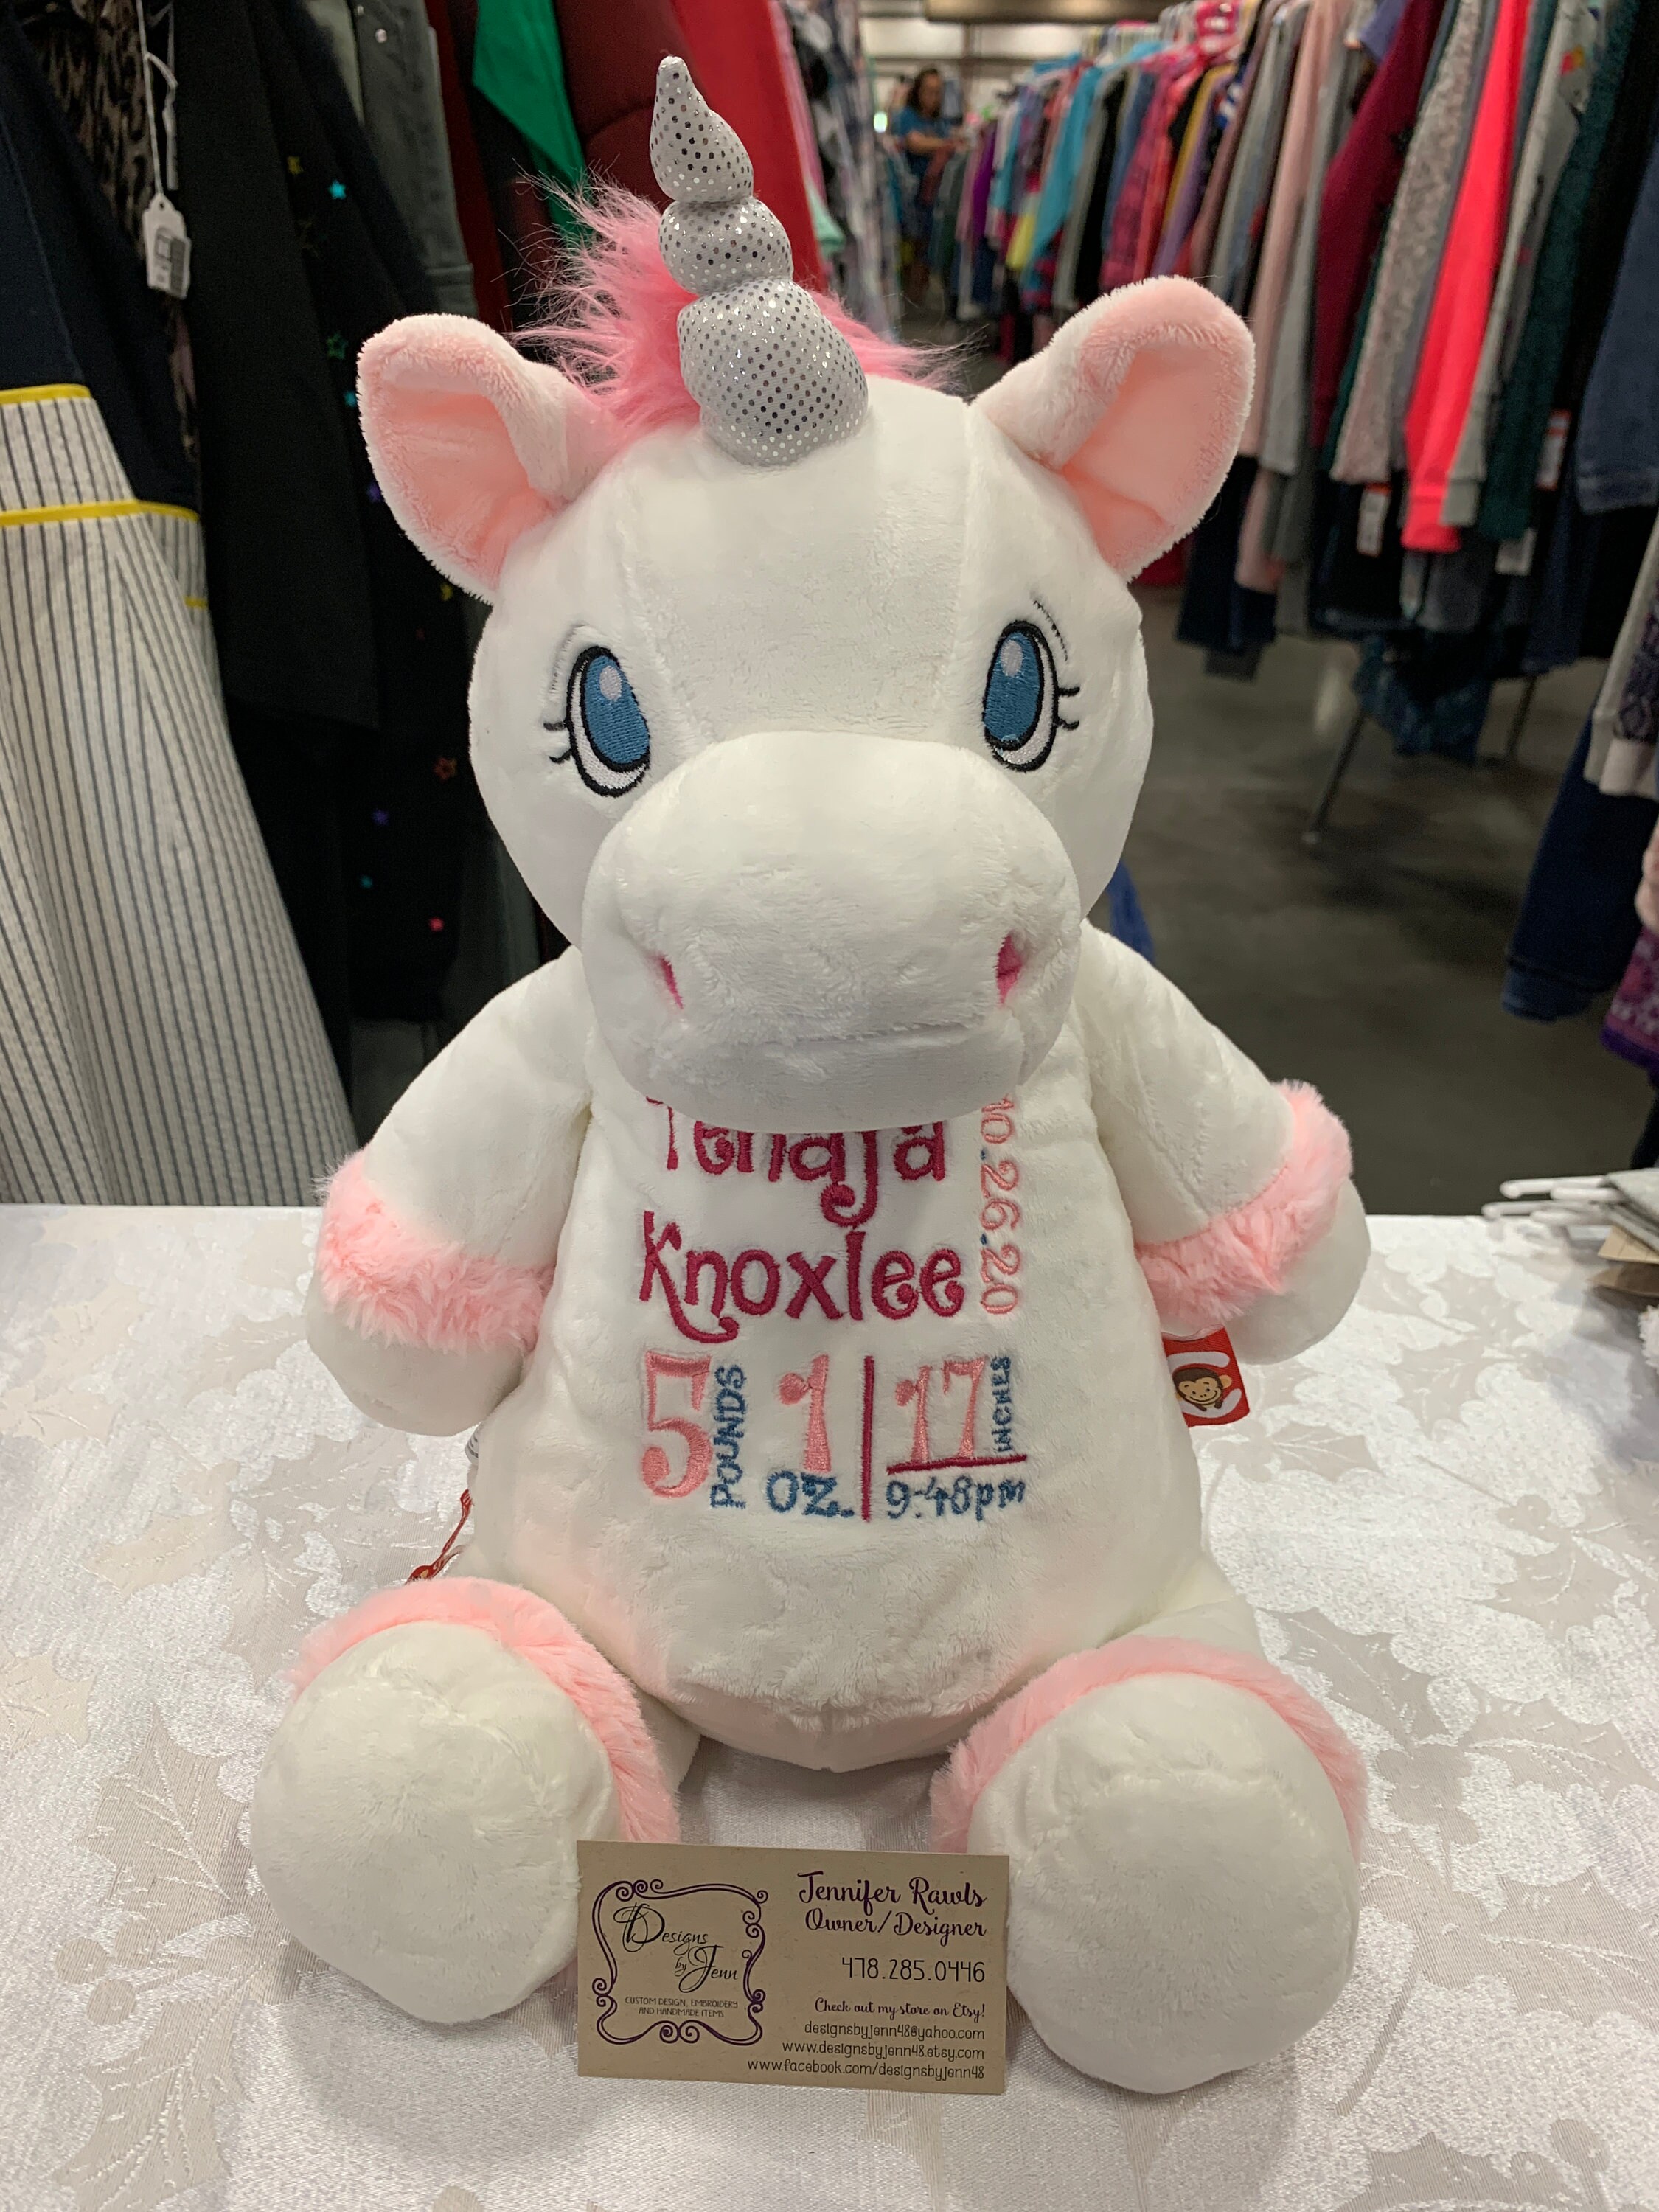 Tenaja
Knoxlee
10.26.20
5 POUNDS 1 OZ.
17 INCHES
9:48pm
Designs
by Jenn
CUSTOM DESIGN, EMBROIDERY
AND HANDMADE ITEMS
Jennifer Rawls
Owner/Designer
478.285.0446
Check out my store on Etsy!
designsbyjenn48@yahoo.com
www.designsbyjenn48.etsy.com
www.facebook.com/designsbyjenn48